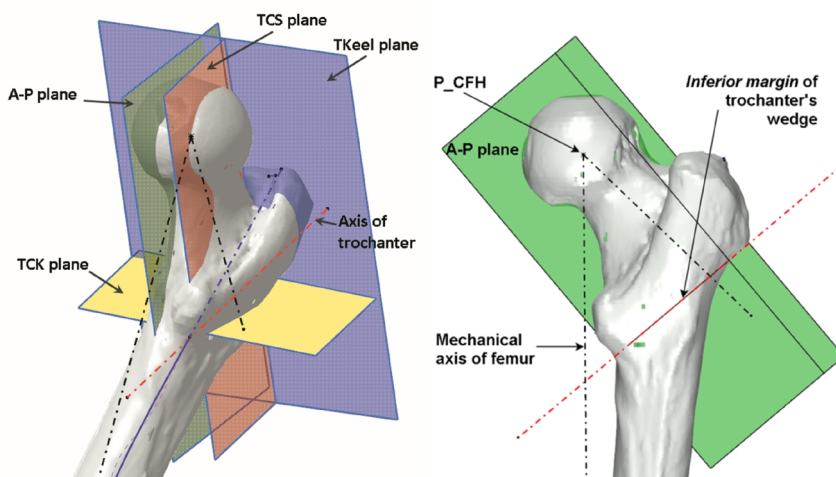 TCS plane
TKeel plane
A-P plane
Axis of
trochanter
TCK plane
P_CFH
Inferior margin of
trochanter's
wedge
A-P plane
Mechanical
axis of femur